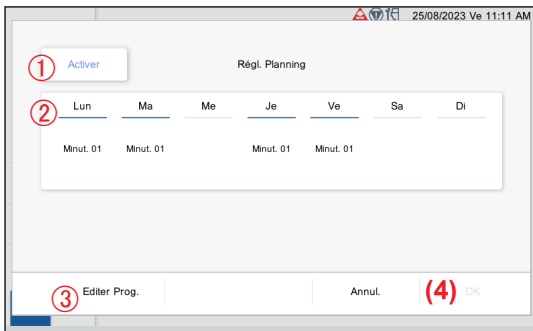 25/08/2023 Ve 11:11 AM
① Activer Régl. Planning
② Lun Ma Me Je Ve Sa Di
Minut. 01 Minut. 01 Minut. 01 Minut. 01
③ Editer Prog. Annul. (4) OK